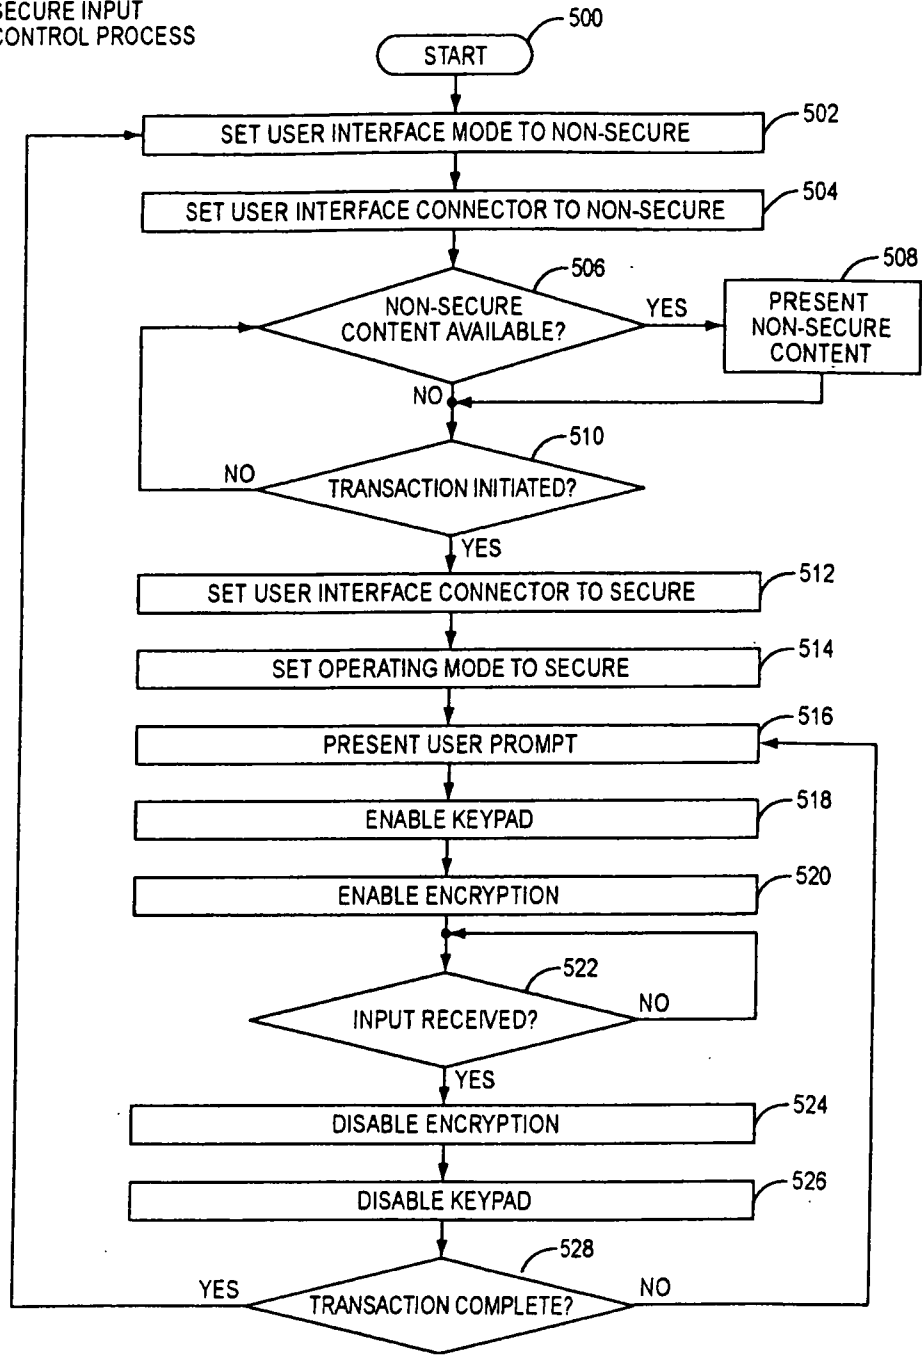 SECURE INPUT
CONTROL PROCESS
500
START
502
SET USER INTERFACE MODE TO NON-SECURE
504
SET USER INTERFACE CONNECTOR TO NON-SECURE
506
NON-SECURE
CONTENT AVAILABLE?
YES
508
PRESENT
NON-SECURE
CONTENT
NO
510
TRANSACTION INITIATED?
NO
YES
512
SET USER INTERFACE CONNECTOR TO SECURE
514
SET OPERATING MODE TO SECURE
516
PRESENT USER PROMPT
518
ENABLE KEYPAD
520
ENABLE ENCRYPTION
522
INPUT RECEIVED?
NO
YES
524
DISABLE ENCRYPTION
526
DISABLE KEYPAD
528
YES
TRANSACTION COMPLETE?
NO